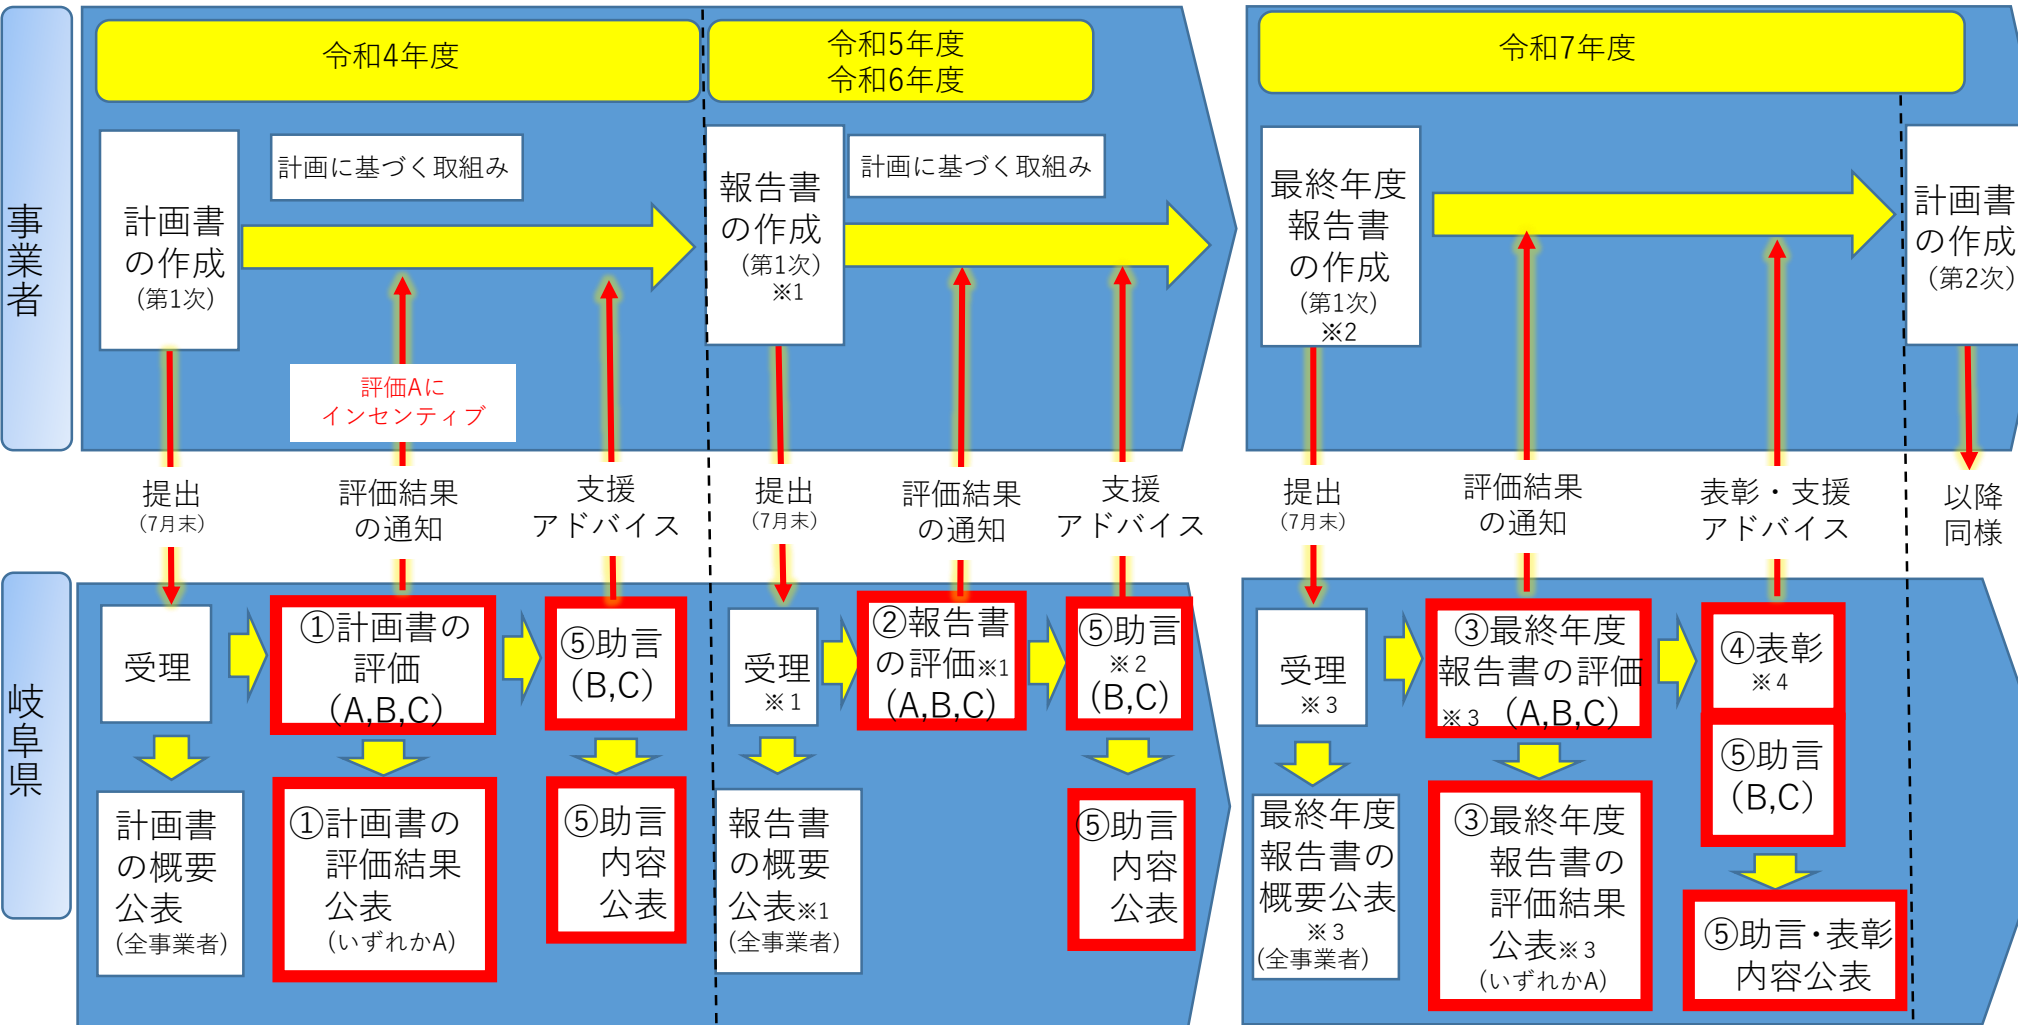 事業者
令和4年度
令和5年度
令和6年度
令和7年度
計画書
の作成
(第1次)
計画に基づく取組み
報告書
の作成
(第1次)
※1
計画に基づく取組み
最終年度
報告書
の作成
(第1次)
※2
計画書
の作成
(第2次)
評価Aに
インセンティブ
提出
(7月末)
評価結果
の通知
支援
アドバイス
提出
(7月末)
評価結果
の通知
支援
アドバイス
提出
(7月末)
評価結果
の通知
表彰・支援
アドバイス
以降
同様
岐阜県
受理
①計画書の
評価
(A,B,C)
⑤助言
(B,C)
受理
※1
②報告書
の評価※1
(A,B,C)
⑤助言
※2
(B,C)
受理
※3
③最終年度
報告書の評価
※3 (A,B,C)
④表彰
※4
⑤助言
(B,C)
計画書
の概要
公表
(全事業者)
①計画書の
評価結果
公表
(いずれかA)
⑤助言
内容
公表
報告書
の概要
公表※1
(全事業者)
⑤助言
内容
公表
最終年度
報告書の
概要公表
※3
(全事業者)
③最終年度
報告書の
評価結果
公表※3
(いずれかA)
⑤助言・表彰
内容公表